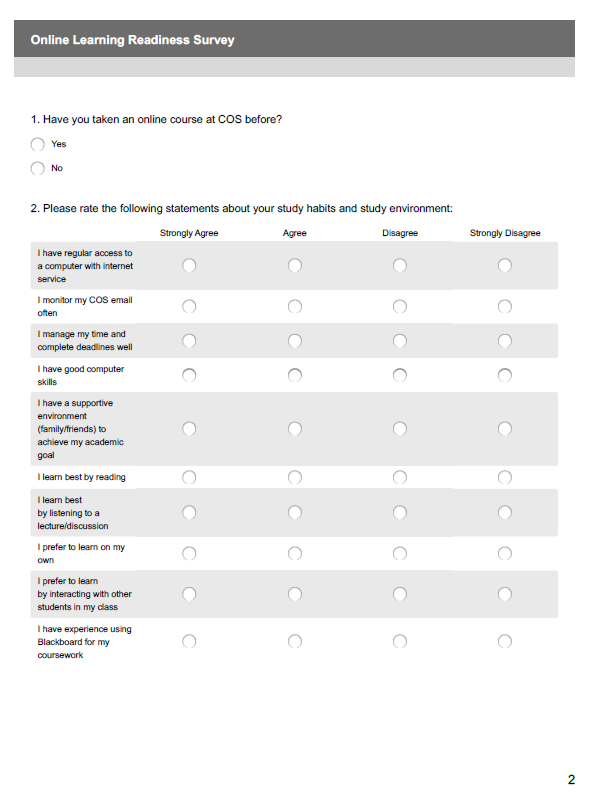 Online Learning Readiness Survey
1. Have you taken an online course at COS before?
Yes
No
2. Please rate the following statements about your study habits and study environment:
Strongly Agree Agree Disagree Strongly Disagree
I have regular access to
a computer with internet
service
I monitor my COS email
often
I manage my time and
complete deadlines well
I have good computer
skills
I have a supportive
environment
(family/friends) to
achieve my academic
goal
I learn best by reading
I learn best
by listening to a
lecture/discussion
I prefer to learn on my
own
I prefer to learn
by interacting with other
students in my class
I have experience using
Blackboard for my
coursework
2